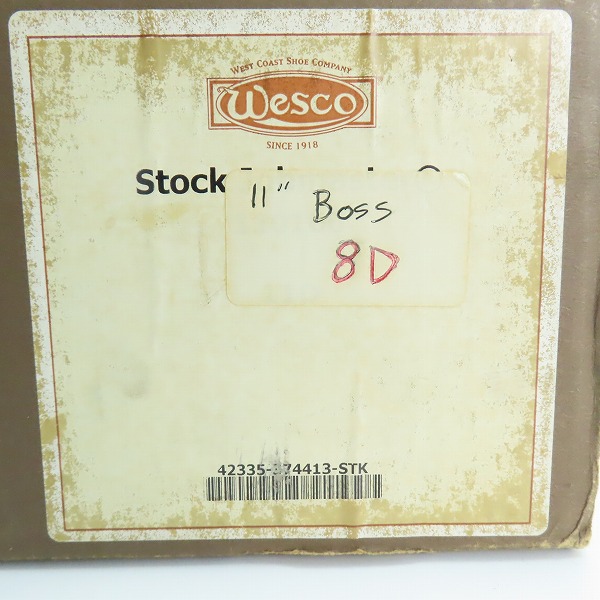 WEST COAST SHOE COMPANY
Wesco
SINCE 1918
Stock
11" Boss
8D
42335-374413-STK